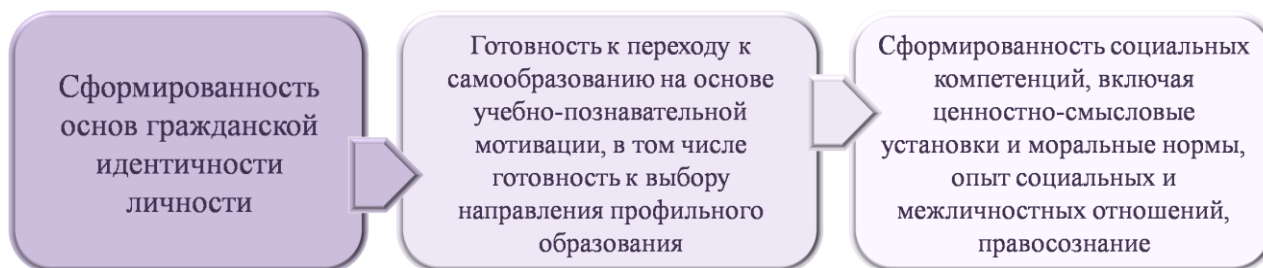 Сформированность
основ гражданской
идентичности
личности
Готовность к переходу к
самообразованию на основе
учебно-познавательной
мотивации, в том числе
готовность к выбору
направления профильного
образования
Сформированность социальных
компетенций, включая
ценностно-смысловые
установки и моральные нормы,
опыт социальных и
межличностных отношений,
правосознание